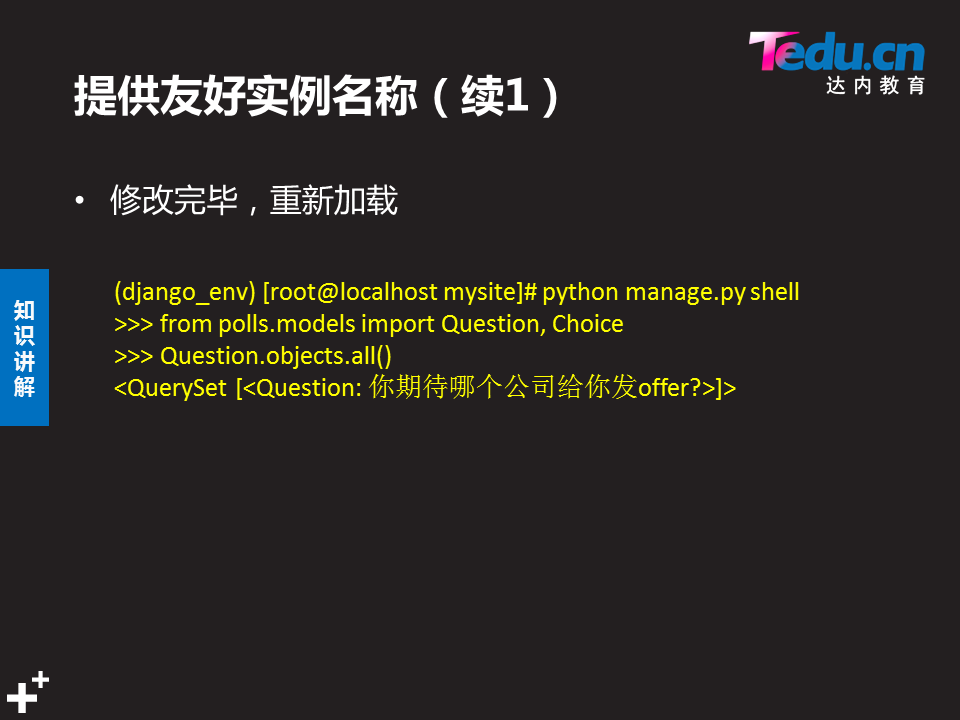 Tedu.cn
达内教育
提供友好实例名称（续1）
• 修改完毕，重新加载
知识讲解
(django_env) [root@localhost mysite]# python manage.py shell
>>> from polls.models import Question, Choice
>>> Question.objects.all()
<QuerySet [<Question: 你期待哪个公司给你发offer?>]>